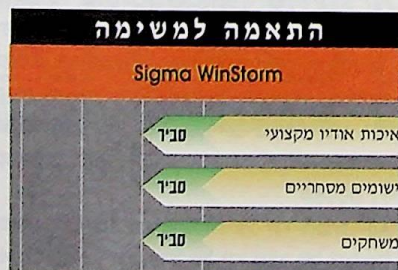 התאמה למשימה
Sigma WinStorm
איכות אודיו מקצועי סביר
ישומים מסחריים סביר
משחקים סביר